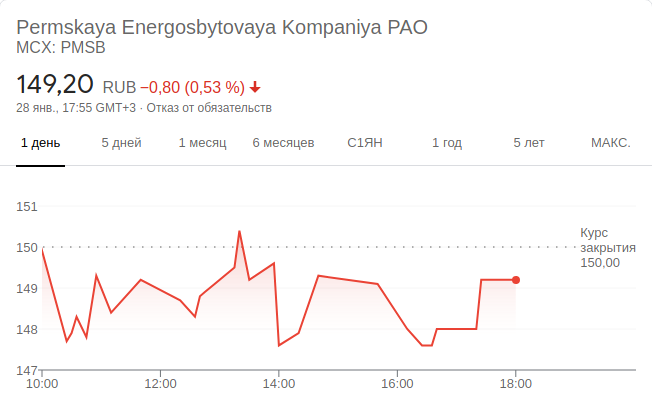 Permskaya Energosbytovaya Kompaniya PAO
MCX: PMSB
149,20 RUB −0,80 (0,53 %)
28 янв., 17:55 GMT+3 · Отказ от обязательств
1 день 5 дней 1 месяц 6 месяцев С1ЯН 1 год 5 лет МАКС.
151
150
149
148
147
Курс
закрытия
150,00
10:00 12:00 14:00 16:00 18:00